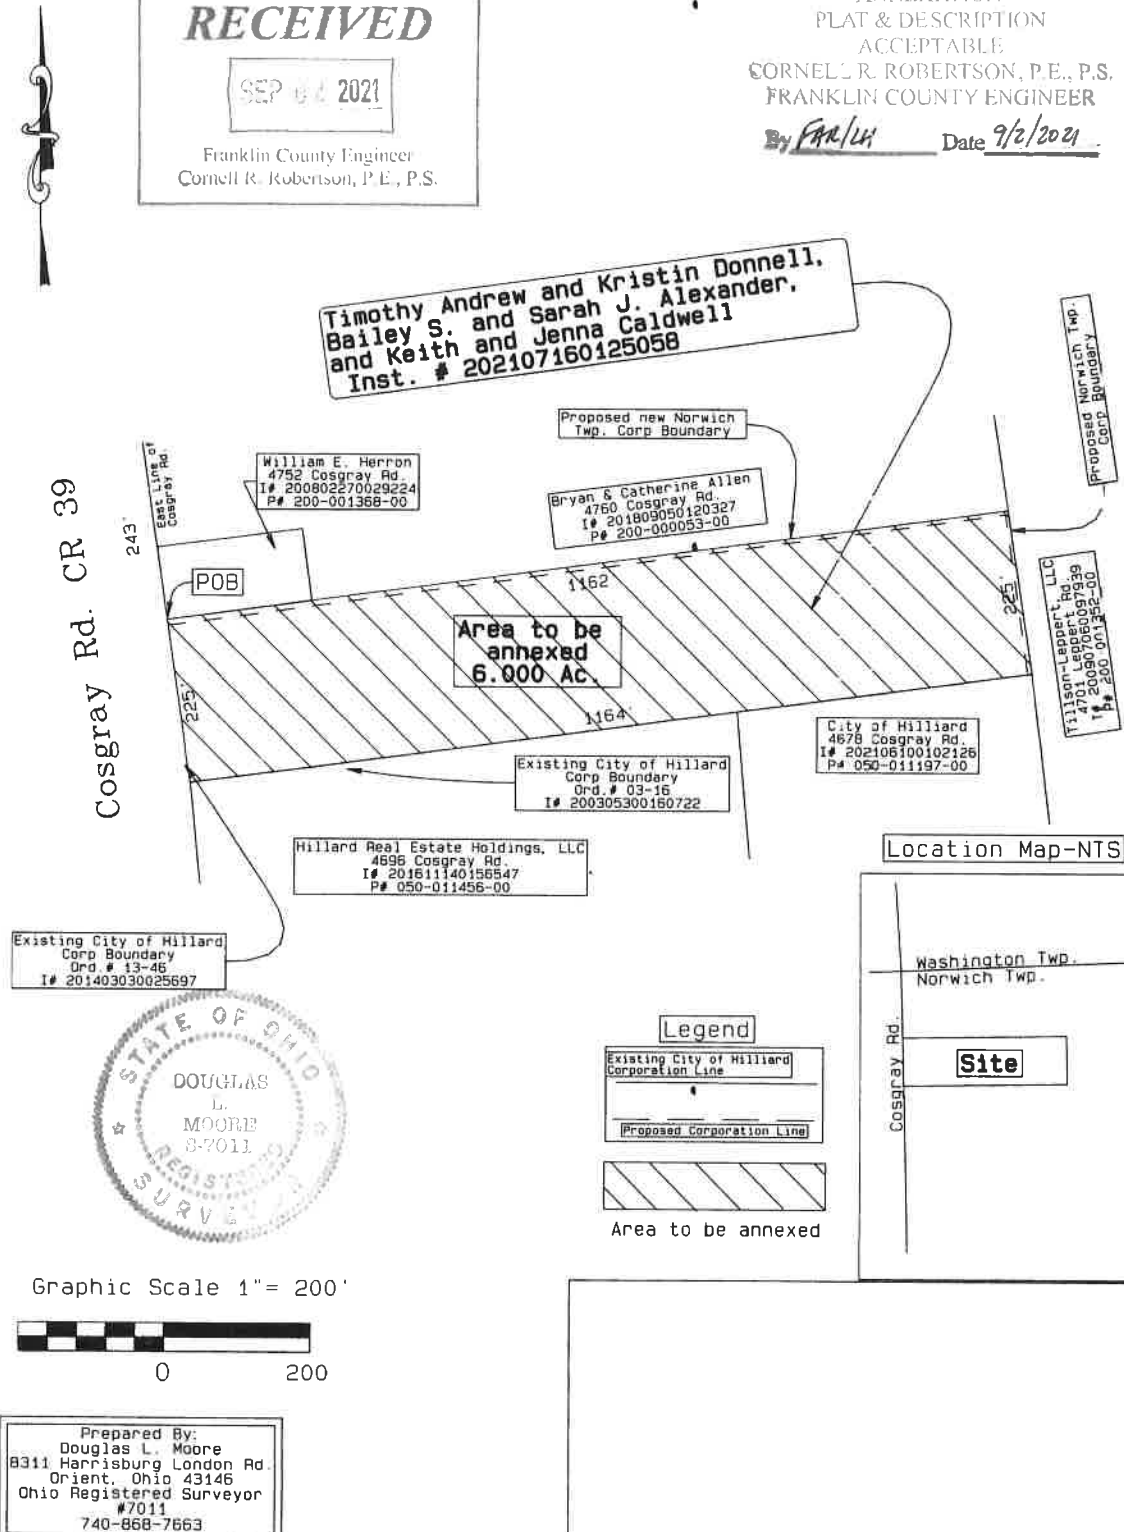 RECEIVED
SEP 2021
Franklin County Engineer
Cornell R. Robertson, P.E., P.S.
PLAT & DESCRIPTION
ACCEPTABLE
CORNELL R. ROBERTSON, P.E., P.S.
FRANKLIN COUNTY ENGINEER
By FAR/LH Date 9/2/2021
Timothy Andrew and Kristin Donnell,
Bailey S. and Sarah J. Alexander,
and Keith and Jenna Caldwell
Inst. # 202107160125058
Proposed Norwich Twp.
Corp Boundary
Proposed new Norwich
Twp. Corp Boundary
East Line of
Cosgray Rd.
William E. Herron
4752 Cosgray Rd.
I# 200802270029224
P# 200-001368-00
Bryan & Catherine Allen
4760 Cosgray Rd.
I# 201809050120327
P# 200-000053-00
243'
Cosgray Rd. CR 39
POB
1162
225'
Tillson-Leppert, LLC
4701 Leppert Rd.
I# 200907060097939
P# 200-001352-00
Area to be
annexed
6.000 Ac.
225'
1164'
City of Hilliard
4678 Cosgray Rd.
I# 202106100102126
P# 050-011197-00
Existing City of Hillard
Corp Boundary
Ord.# 03-16
I# 200305300160722
Hillard Real Estate Holdings, LLC
4696 Cosgray Rd.
I# 201611140156547
P# 050-011456-00
Location Map-NTS
Existing City of Hillard
Corp Boundary
Ord.# 13-46
I# 201403030025697
Washington Twp.
Norwich Twp.
Cosgray Rd.
Site
STATE OF OHIO
DOUGLAS
L.
MOORE
S-7011
REGISTERED
SURVEYOR
Legend
Existing City of Hilliard
Corporation Line
Proposed Corporation Line
Area to be annexed
Graphic Scale 1"= 200'
0 200
Prepared By:
Douglas L. Moore
8311 Harrisburg London Rd.
Orient, Ohio 43146
Ohio Registered Surveyor
#7011
740-868-7663